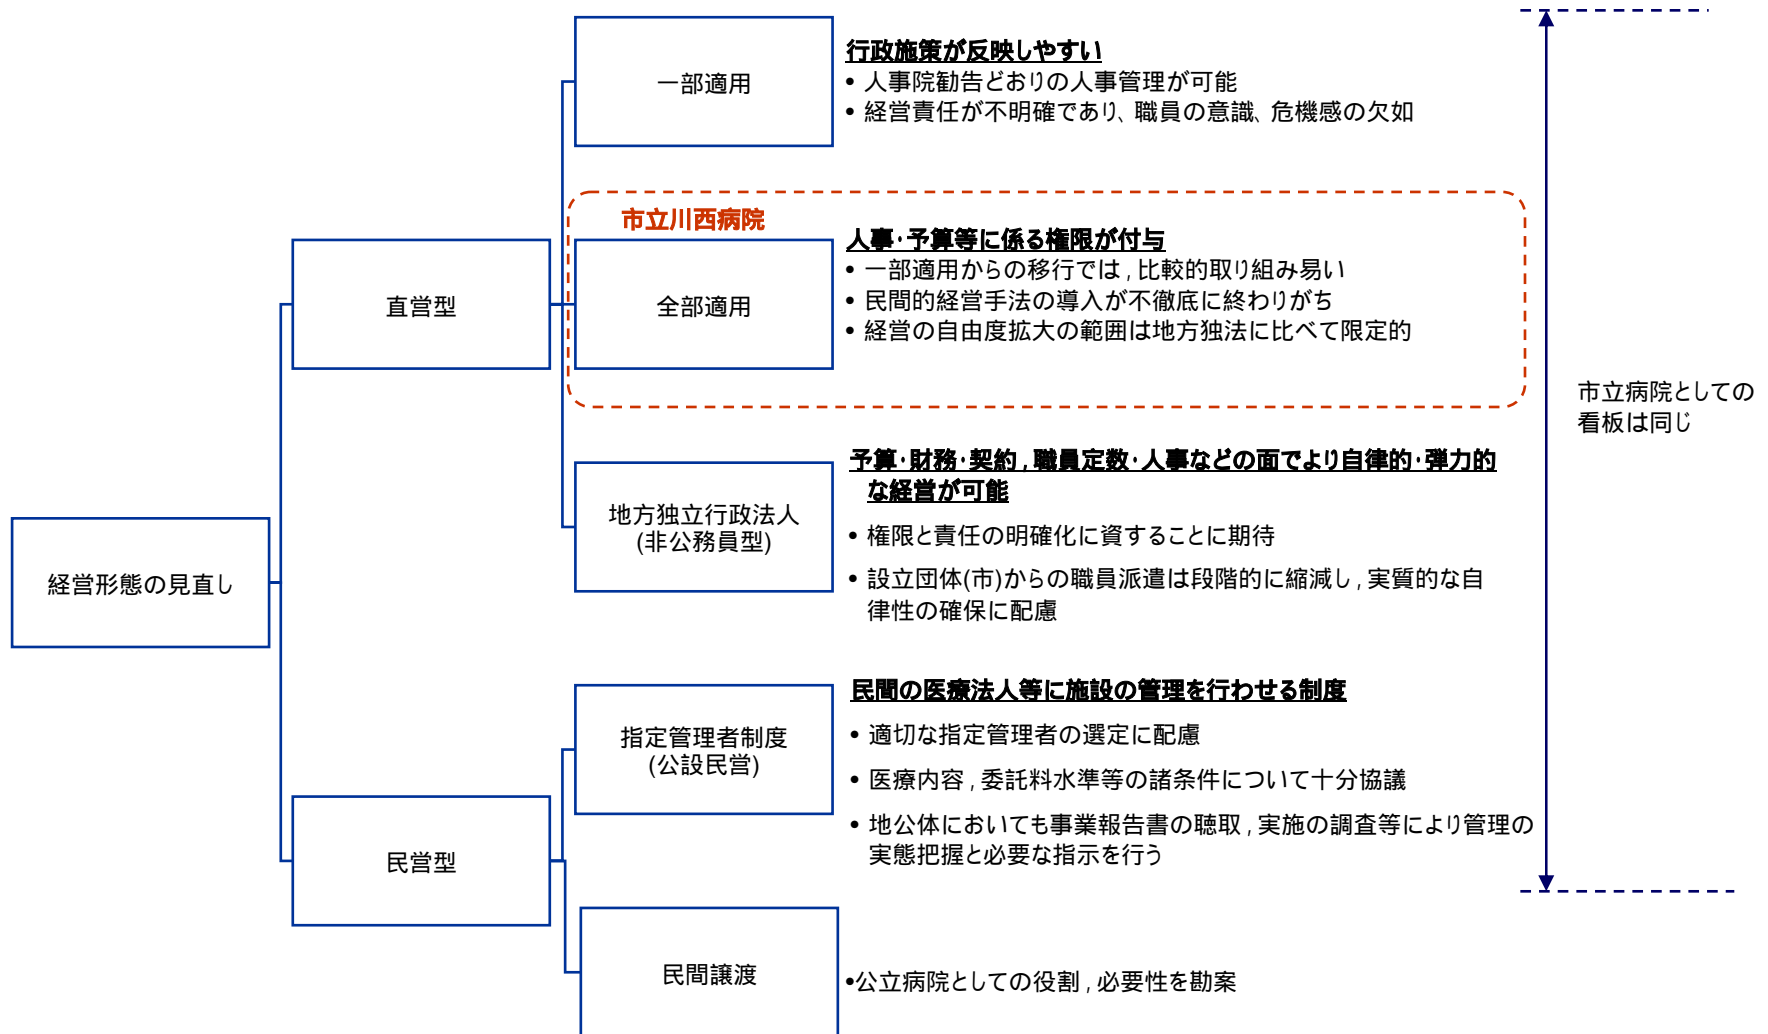 一部適用
行政施策が反映しやすい
• 人事院勧告どおりの人事管理が可能
• 経営責任が不明確であり、職員の意識、危機感の欠如
市立川西病院
直営型
全部適用
人事・予算等に係る権限が付与
• 一部適用からの移行では,比較的取り組み易い
• 民間的経営手法の導入が不徹底に終わりがち
• 経営の自由度拡大の範囲は地方独法に比べて限定的
市立病院としての
看板は同じ
経営形態の見直し
地方独立行政法人
(非公務員型)
予算・財務・契約,職員定数・人事などの面でより自律的・弾力的
な経営が可能
• 権限と責任の明確化に資することに期待
• 設立団体(市)からの職員派遣は段階的に縮減し,実質的な自
律性の確保に配慮
民営型
指定管理者制度
(公設民営)
民間の医療法人等に施設の管理を行わせる制度
• 適切な指定管理者の選定に配慮
• 医療内容,委託料水準等の諸条件について十分協議
• 地公体においても事業報告書の聴取,実施の調査等により管理の
実態把握と必要な指示を行う
民間譲渡
•公立病院としての役割,必要性を勘案